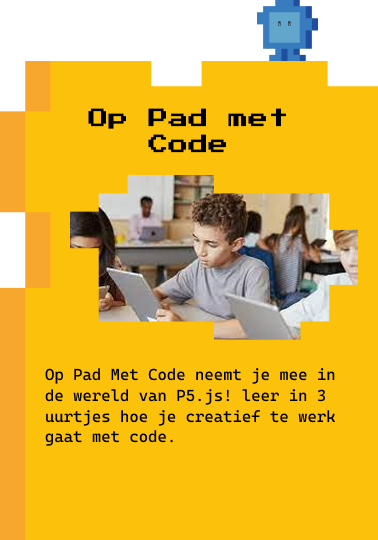 Op Pad met
Code
Op Pad Met Code neemt je mee in
de wereld van P5.js! leer in 3
uurtjes hoe je creatief te werk
gaat met code.